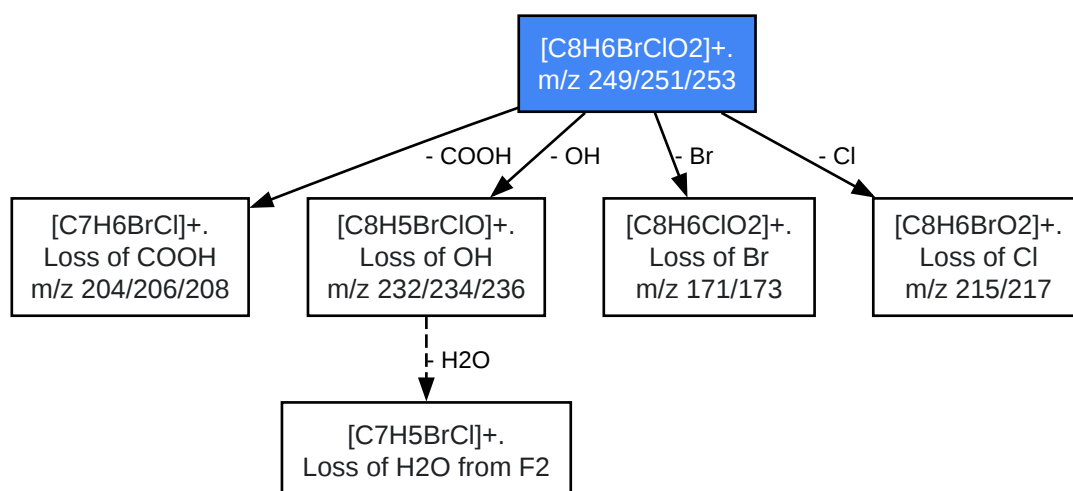 [C8H6BrClO2]+.
m/z 249/251/253
- COOH
- OH
- Br
- Cl
[C7H6BrCl]+.
Loss of COOH
m/z 204/206/208
[C8H5BrClO]+.
Loss of OH
m/z 232/234/236
[C8H6ClO2]+.
Loss of Br
m/z 171/173
[C8H6BrO2]+.
Loss of Cl
m/z 215/217
- H2O
[C7H5BrCl]+.
Loss of H2O from F2